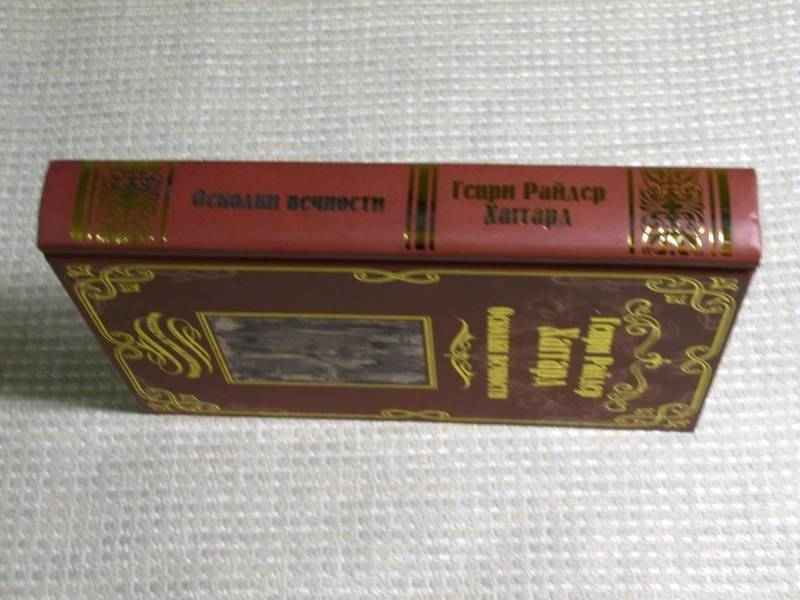 Осколки вечности
Генри Райдер
Хаггард
Генри Райдер
Хаггард
Осколки вечности